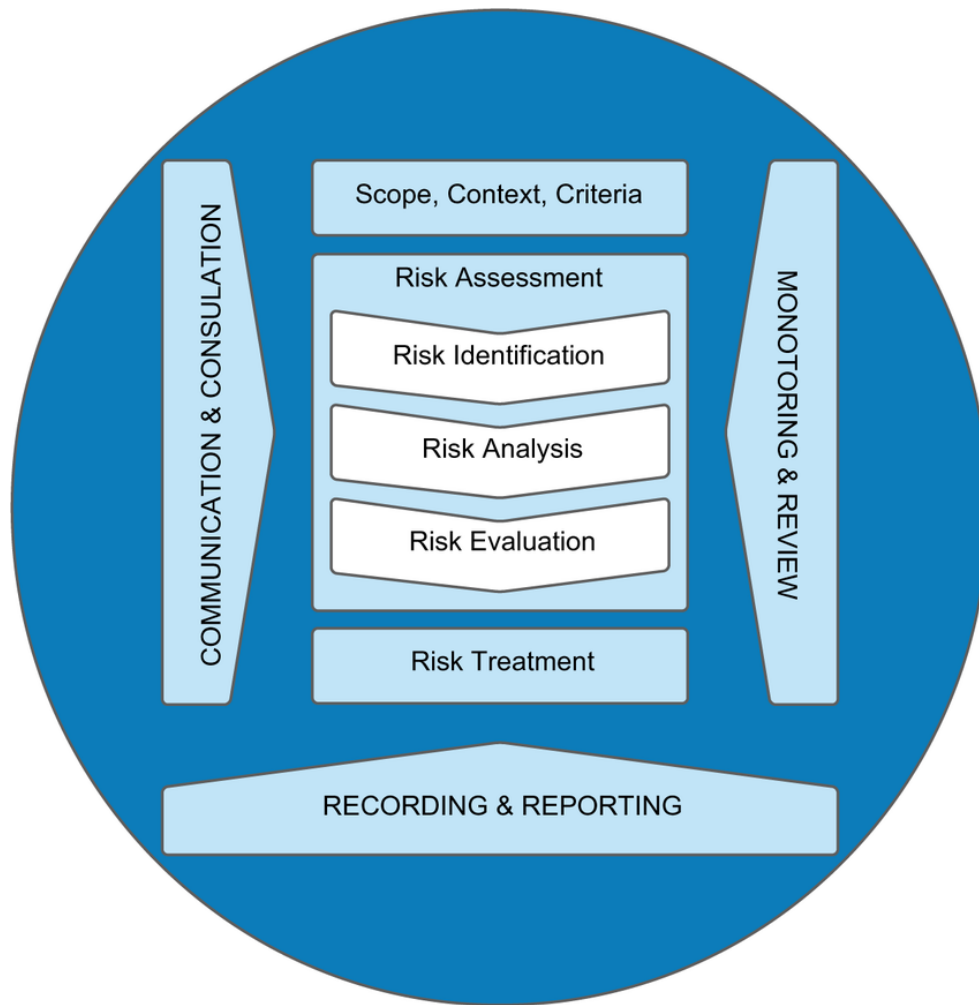 Scope, Context, Criteria
Risk Assessment
Risk Identification
Risk Analysis
Risk Evaluation
Risk Treatment
COMMUNICATION & CONSULATION
MONOTORING & REVIEW
RECORDING & REPORTING